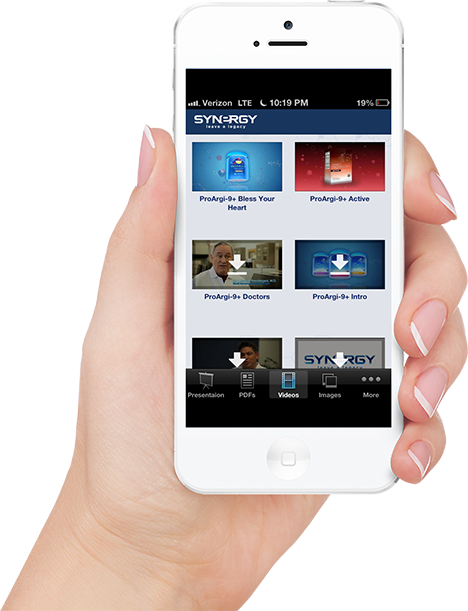 Verizon LTE 10:19 PM 19%
SYNERGY
leave a legacy
ProArgi-9+ Bless Your
Heart
ProArgi-9+ Active
ProArgi-9+ Doctors
ProArgi-9+ Intro
SYNERGY
Presentaion
PDFs
Videos
Images
More